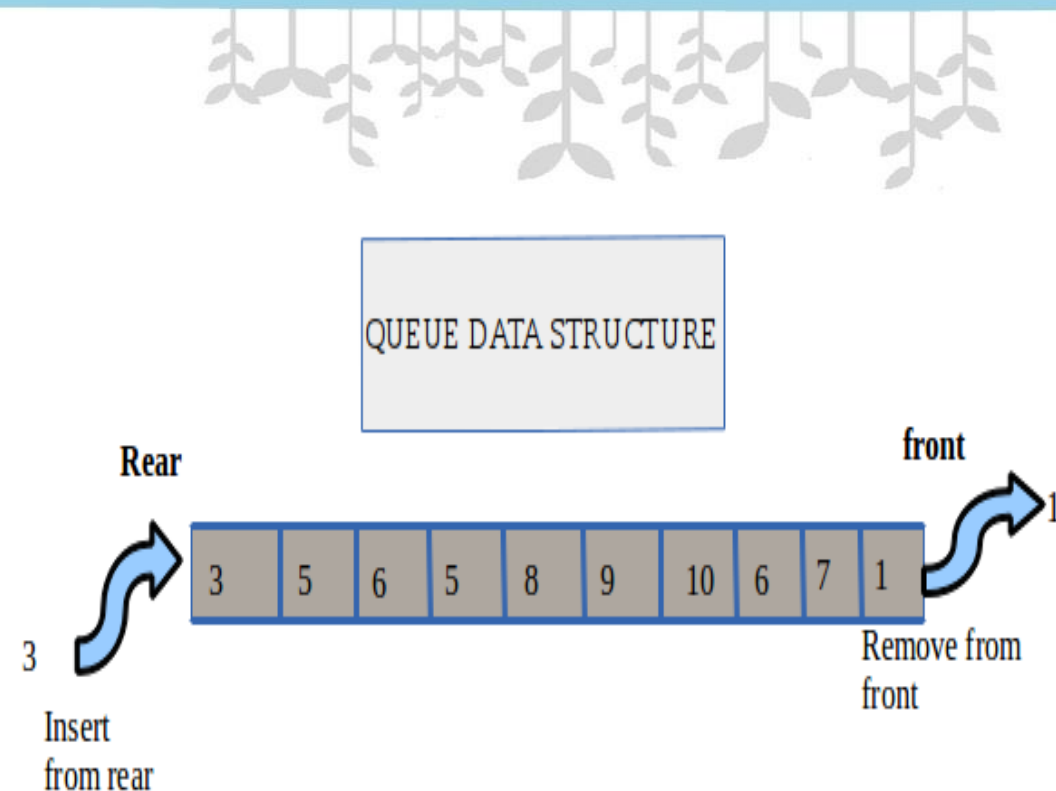 QUEUE DATA STRUCTURE
Rear
front
1
3 5 6 5 8 9 10 6 7 1
3
Remove from
front
Insert
from rear